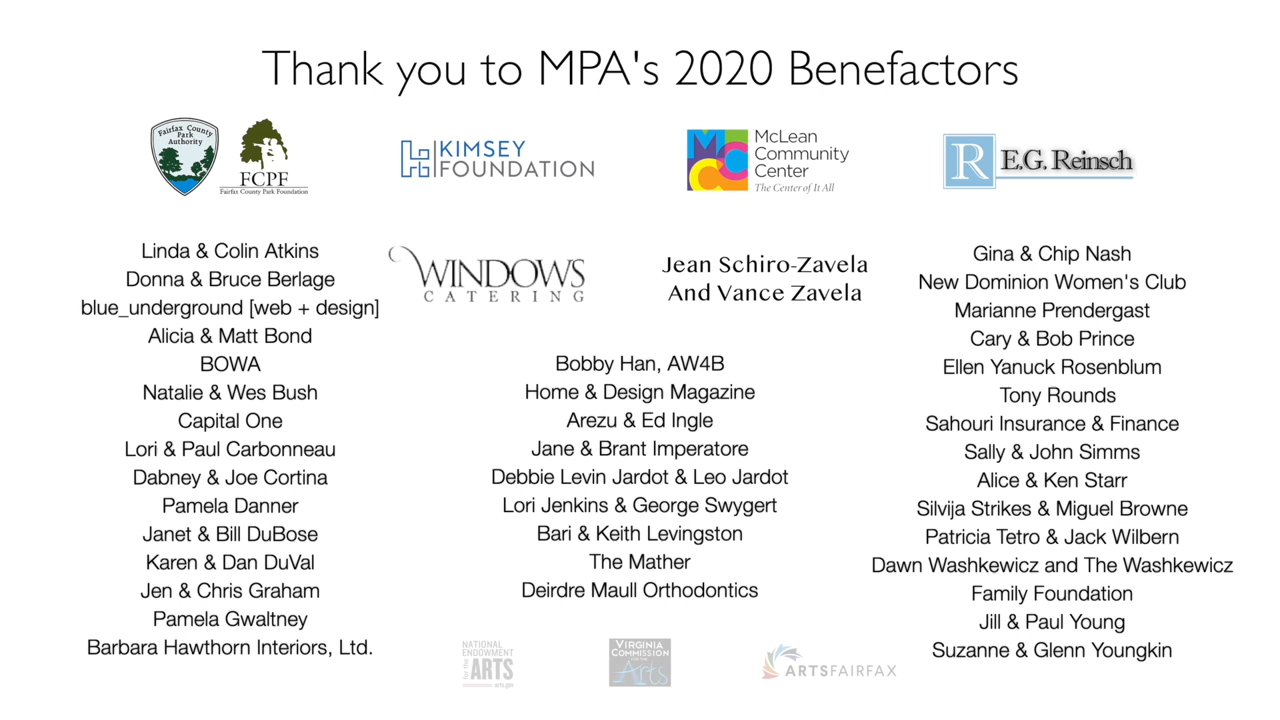 Thank you to MPA's 2020 Benefactors
Fairfax County
Park
Authority
FCPF
Fairfax County Park Foundation
KIMSEY
FOUNDATION
MCC
McLean
Community
Center
The Center of It All
R
E.G. Reinsch
Linda & Colin Atkins
Donna & Bruce Berlage
blue_underground [web + design]
Alicia & Matt Bond
BOWA
Natalie & Wes Bush
Capital One
Lori & Paul Carbonneau
Dabney & Joe Cortina
Pamela Danner
Janet & Bill DuBose
Karen & Dan DuVal
Jen & Chris Graham
Pamela Gwaltney
Barbara Hawthorn Interiors, Ltd.
WINDOWS
CATERING
Jean Schiro-Zavela
And Vance Zavela
Bobby Han, AW4B
Home & Design Magazine
Arezu & Ed Ingle
Jane & Brant Imperatore
Debbie Levin Jardot & Leo Jardot
Lori Jenkins & George Swygert
Bari & Keith Levingston
The Mather
Deirdre Maull Orthodontics
Gina & Chip Nash
New Dominion Women's Club
Marianne Prendergast
Cary & Bob Prince
Ellen Yanuck Rosenblum
Tony Rounds
Sahouri Insurance & Finance
Sally & John Simms
Alice & Ken Starr
Silvija Strikes & Miguel Browne
Patricia Tetro & Jack Wilbern
Dawn Washkewicz and The Washkewicz
Family Foundation
Jill & Paul Young
Suzanne & Glenn Youngkin
NATIONAL
ENDOWMENT
for the ARTS
arts.gov
VIRGINIA
COMMISSION
FOR THE
Arts
ARTSFAIRFAX